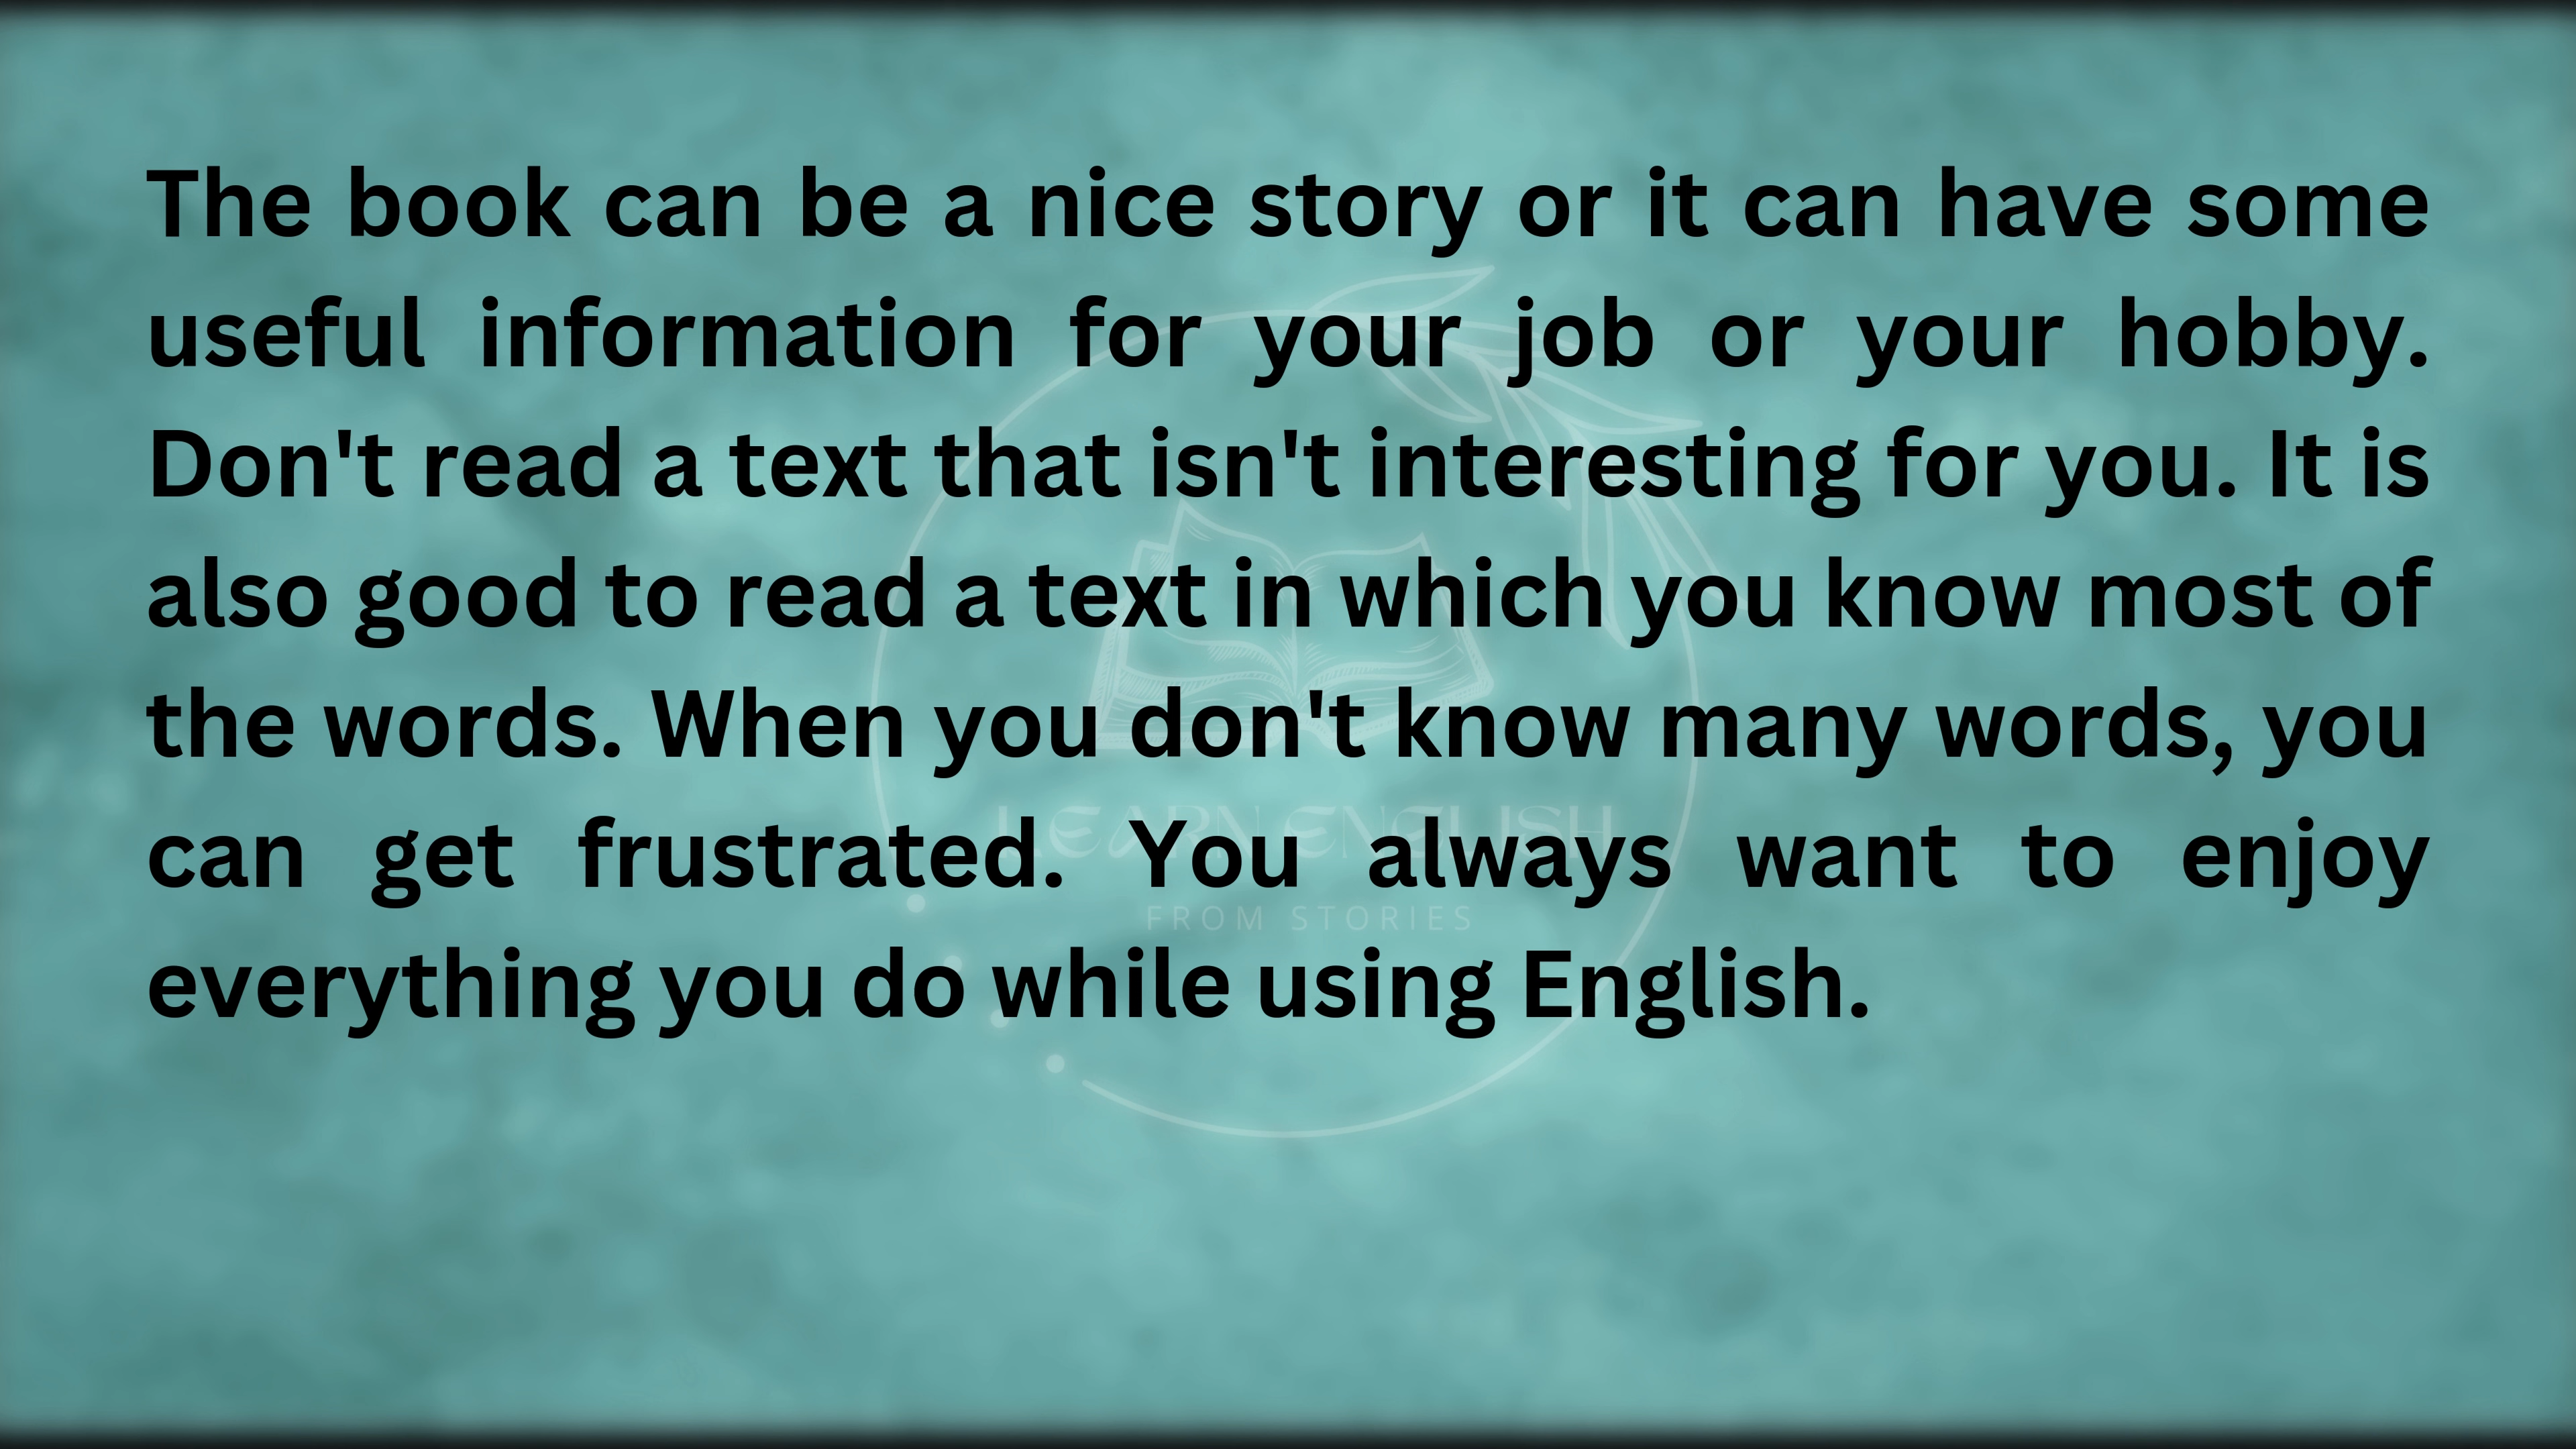 The book can be a nice story or it can have some
useful information for your job or your hobby.
Don't read a text that isn't interesting for you. It is
also good to read a text in which you know most of
the words. When you don't know many words, you
can get frustrated. You always want to enjoy
everything you do while using English.
LEARN ENGLISH
FROM STORIES